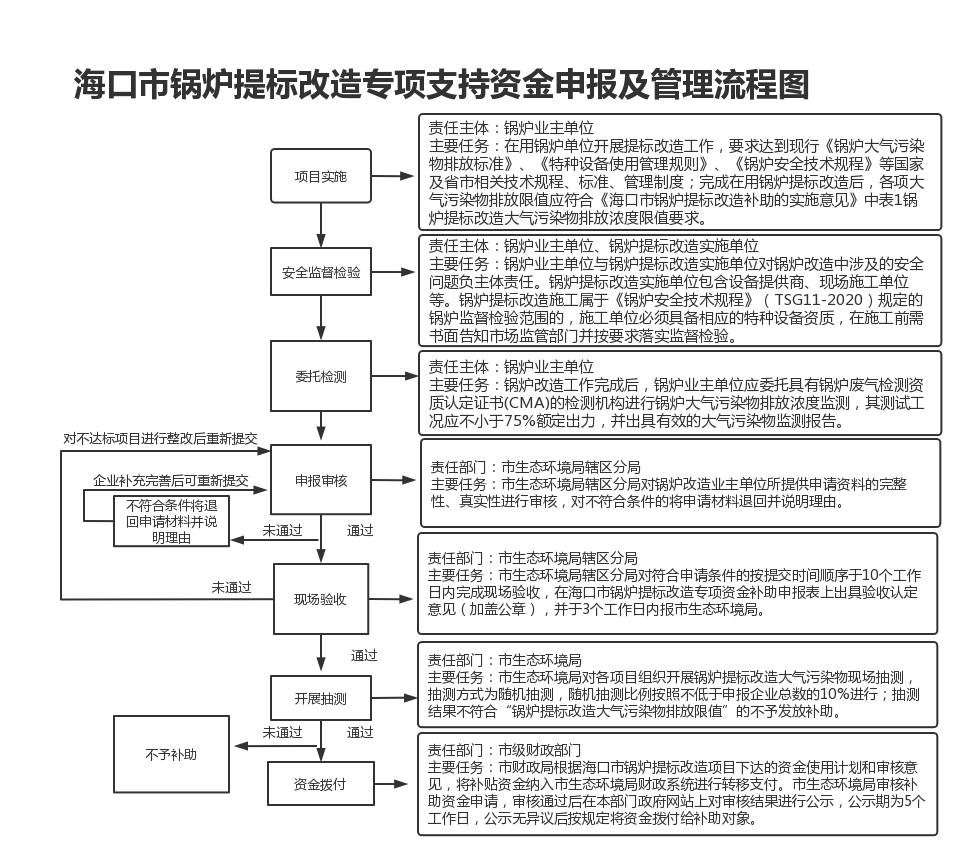 海口市锅炉提标改造专项支持资金申报及管理流程图
项目实施
责任主体：锅炉业主单位
主要任务：在用锅炉单位开展提标改造工作，要求达到现行《锅炉大气污染
物排放标准》、《特种设备使用管理规则》、《锅炉安全技术规程》等国家
及省市相关技术规程、标准、管理制度；完成在用锅炉提标改造后，各项大
气污染物排放限值应符合《海口市锅炉提标改造补助的实施意见》中表1锅
炉提标改造大气污染物排放浓度限值要求。
安全监督检验
责任主体：锅炉业主单位、锅炉提标改造实施单位
主要任务：锅炉业主单位与锅炉提标改造实施单位对锅炉改造中涉及的安全
问题负主体责任。锅炉提标改造实施单位包含设备提供商、现场施工单位
等。锅炉提标改造施工属于《锅炉安全技术规程》（TSG11-2020）规定的
锅炉监督检验范围的，施工单位必须具备相应的特种设备资质，在施工前需
书面告知市场监管部门并按要求落实监督检验。
委托检测
责任主体：锅炉业主单位
主要任务：锅炉改造工作完成后，锅炉业主单位应委托具有锅炉废气检测资
质认定证书(CMA)的检测机构进行锅炉大气污染物排放浓度监测，其测试工
况应不小于75%额定出力，并出具有效的大气污染物监测报告。
对不达标项目进行整改后重新提交
企业补充完善后可重新提交
申报审核
不符合条件将退
回申请材料并说
明理由
未通过
通过
责任部门：市生态环境局辖区分局
主要任务：市生态环境局辖区分局对锅炉改造业主单位所提供申请资料的完整
性、真实性进行审核，对不符合条件的将申请材料退回并说明理由。
未通过
现场验收
通过
责任部门：市生态环境局辖区分局
主要任务：市生态环境局辖区分局对符合申请条件的按提交时间顺序于10个工作
日内完成现场验收，在海口市锅炉提标改造专项资金补助申报表上出具验收认定
意见（加盖公章），并于3个工作日内报市生态环境局。
开展抽测
未通过
通过
不予补助
责任部门：市生态环境局
主要任务：市生态环境局对各项目组织开展锅炉提标改造大气污染物现场抽测，
抽测方式为随机抽测，随机抽测比例按照不低于申报企业总数的10%进行；抽测
结果不符合“锅炉提标改造大气污染物排放限值”的不予发放补助。
资金拨付
责任部门：市级财政部门
主要任务：市财政局根据海口市锅炉提标改造项目下达的资金使用计划和审核意
见，将补贴资金纳入市生态环境局财政系统进行转移支付。市生态环境局审核补
助资金申请，审核通过后在本部门政府网站上对审核结果进行公示，公示期为5个
工作日，公示无异议后按规定将资金拨付给补助对象。